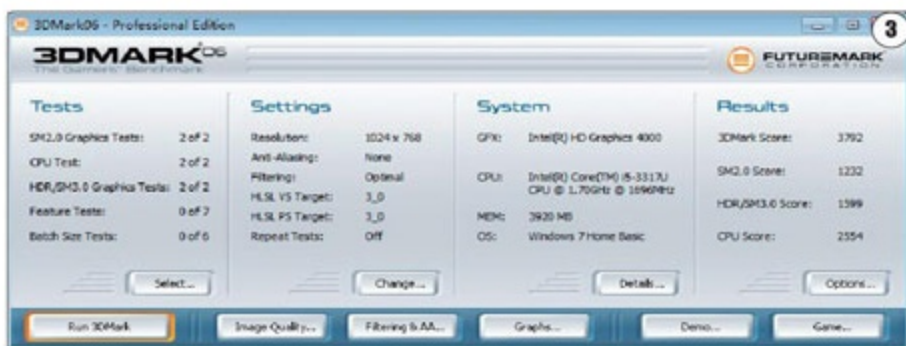 3DMark06 - Professional Edition
3
3DMARK®06
The Gamers' Benchmark
FUTUREMARK
CORPORATION
Tests
SM2.0 Graphics Tests: 2 of 2
CPU Test: 2 of 2
HDR/SM3.0 Graphics Tests: 2 of 2
Feature Tests: 0 of 7
Batch Size Tests: 0 of 6
Select...
Settings
Resolution: 1024 x 768
Anti-Aliasing: None
Filtering: Optimal
HLSL VS Target: 3_0
HLSL PS Target: 3_0
Repeat Tests: Off
Change...
System
GFX: Intel(R) HD Graphics 4000
CPU: Intel(R) Core(TM) i5-3317U
CPU @ 1.70GHz @ 1696MHz
MEM: 3920 MB
OS: Windows 7 Home Basic
Details...
Results
3DMark Score: 3792
SM2.0 Score: 1232
HDR/SM3.0 Score: 1599
CPU Score: 2554
Options...
Run 3DMark
Image Quality...
Filtering & AA...
Graphs...
Demo...
Game...